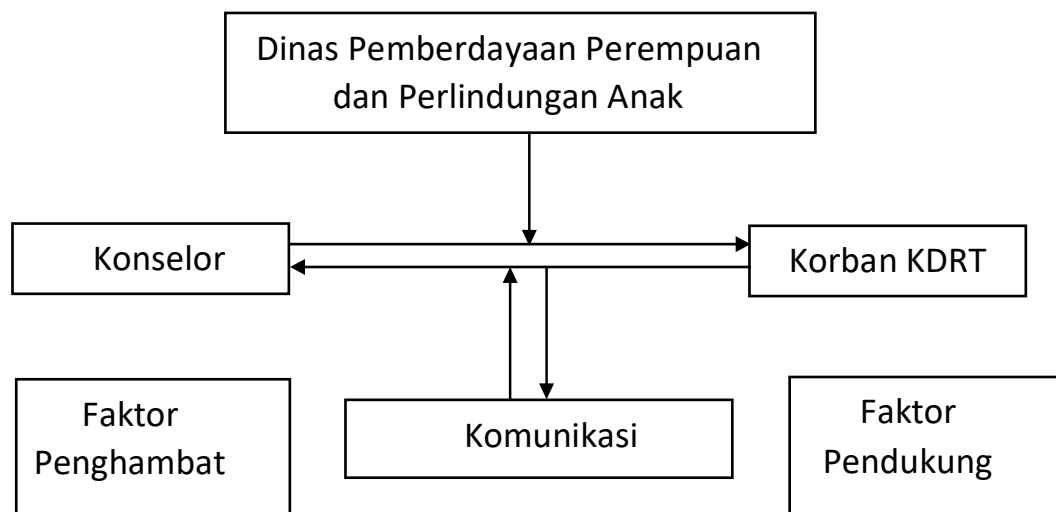 Dinas Pemberdayaan Perempuan
dan Perlindungan Anak
Konselor
Korban KDRT
Faktor
Penghambat
Komunikasi
Faktor
Pendukung